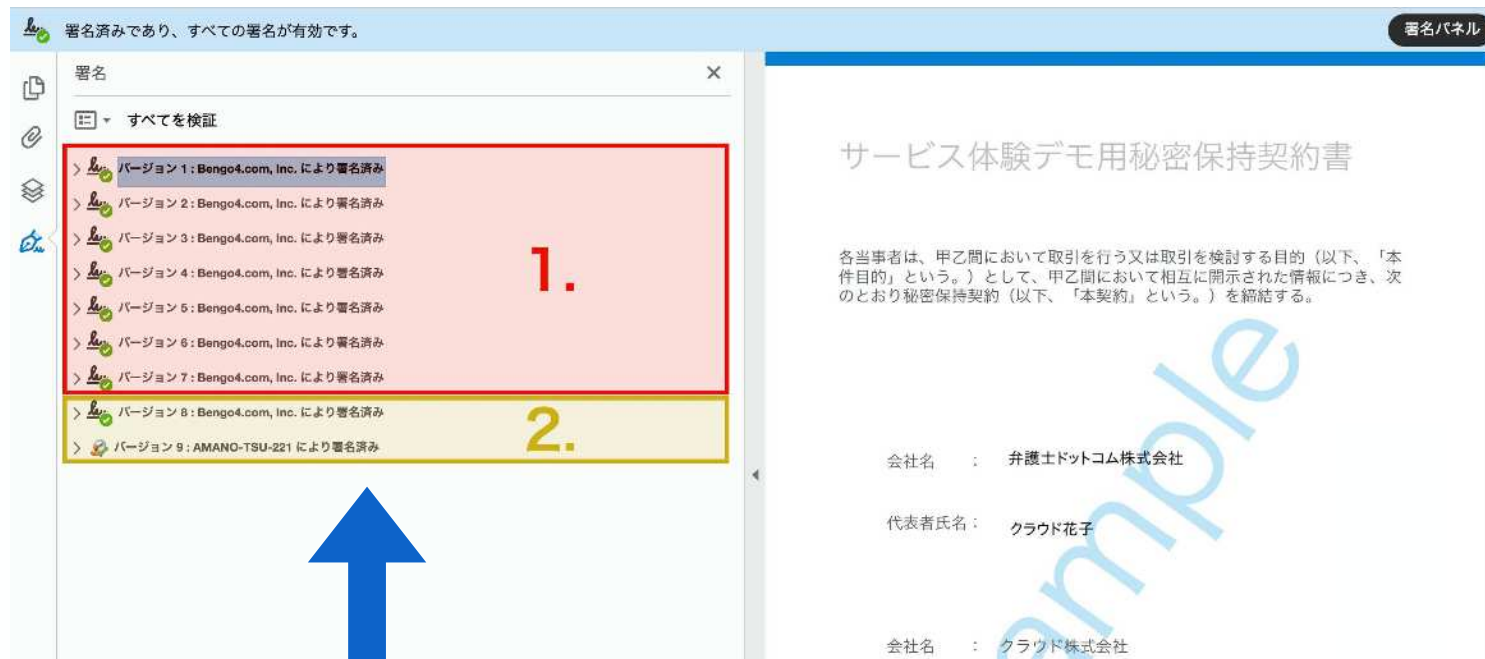 署名済みであり、すべての署名が有効です。
署名パネル
署名
すべてを検証
バージョン 1 : Bengo4.com, Inc. により署名済み
バージョン 2 : Bengo4.com, Inc. により署名済み
バージョン 3 : Bengo4.com, Inc. により署名済み
バージョン 4 : Bengo4.com, Inc. により署名済み
バージョン 5 : Bengo4.com, Inc. により署名済み
バージョン 6 : Bengo4.com, Inc. により署名済み
バージョン 7 : Bengo4.com, Inc. により署名済み
1.
バージョン 8 : Bengo4.com, Inc. により署名済み
バージョン 9 : AMANO-TSU-221 により署名済み
2.
サービス体験デモ用秘密保持契約書
各当事者は、甲乙間において取引を行う又は取引を検討する目的（以下、「本
件目的」という。）として、甲乙間において相互に開示された情報につき、次
のとおり秘密保持契約（以下、「本契約」という。）を締結する。
会社名 : 弁護士ドットコム株式会社
代表者氏名 : クラウド花子
会社名 : クラウド株式会社
ample